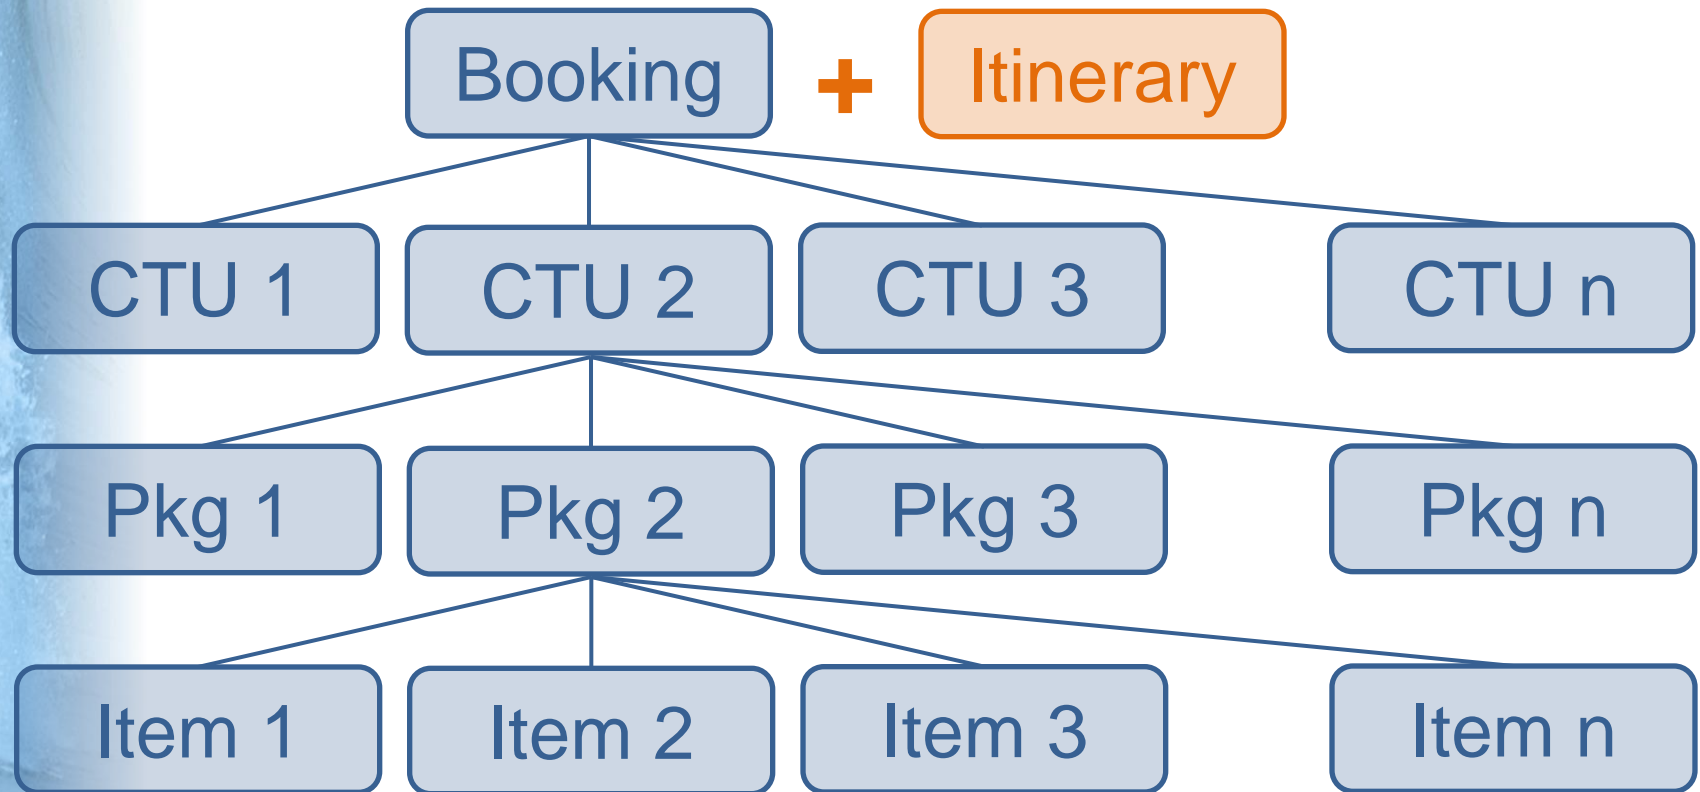 Booking + Itinerary
CTU 1 CTU 2 CTU 3 CTU n
Pkg 1 Pkg 2 Pkg 3 Pkg n
Item 1 Item 2 Item 3 Item n